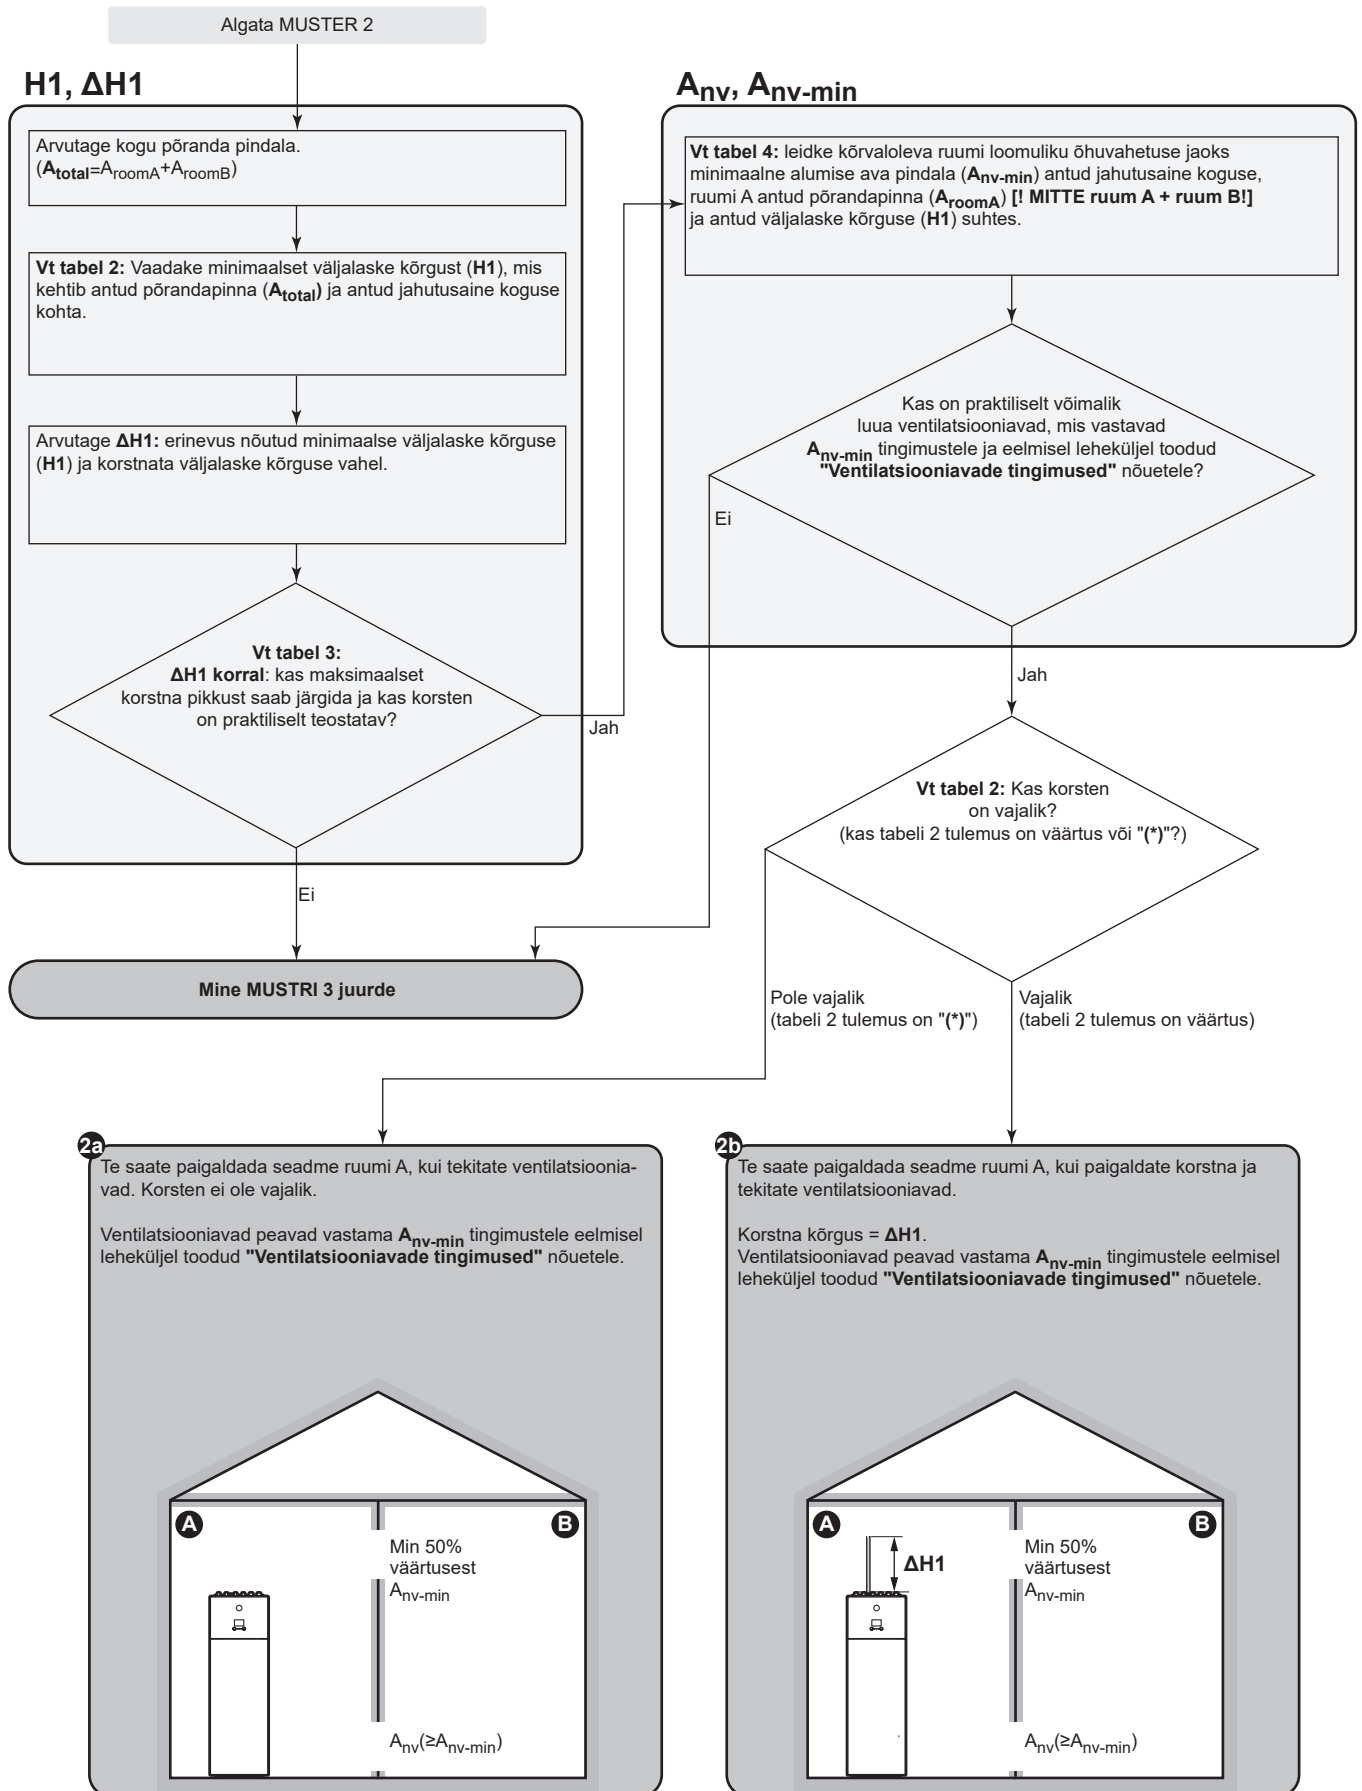 Algata MUSTER 2
H1, ΔH1
Arvutage kogu põranda pindala.
(Atotal=AroomA+AroomB)
Vt tabel 2: Vaadake minimaalset väljalaske kõrgust (H1), mis
kehtib antud põrandapinna (Atotal) ja antud jahutusaine koguse
kohta.
Arvutage ΔH1: erinevus nõutud minimaalse väljalaske kõrguse
(H1) ja korstnata väljalaske kõrguse vahel.
Vt tabel 3:
ΔH1 korral: kas maksimaalset
korstna pikkust saab järgida ja kas korsten
on praktiliselt teostatav?
Jah
Ei
Mine MUSTRI 3 juurde
Anv, Anv-min
Vt tabel 4: leidke kõrvaloleva ruumi loomuliku õhuvahetuse jaoks
minimaalne alumise ava pindala (Anv-min) antud jahutusaine koguse,
ruumi A antud põrandapinna (AroomA) [! MITTE ruum A + ruum B!]
ja antud väljalaske kõrguse (H1) suhtes.
Kas on praktiliselt võimalik
luua ventilatsiooniavad, mis vastavad
Anv-min tingimustele ja eelmisel leheküljel toodud
"Ventilatsiooniavade tingimused" nõuetele?
Ei
Jah
Vt tabel 2: Kas korsten
on vajalik?
(kas tabeli 2 tulemus on väärtus või "(*)"?)
Pole vajalik
(tabeli 2 tulemus on "(*)")
Vajalik
(tabeli 2 tulemus on väärtus)
2a
Te saate paigaldada seadme ruumi A, kui tekitate ventilatsioonia-
vad. Korsten ei ole vajalik.
Ventilatsiooniavad peavad vastama Anv-min tingimustele eelmisel
leheküljel toodud "Ventilatsiooniavade tingimused" nõuetele.
A
B
Min 50%
väärtusest
Anv-min
Anv(≥Anv-min)
2b
Te saate paigaldada seadme ruumi A, kui paigaldate korstna ja
tekitate ventilatsiooniavad.
Korstna kõrgus = ΔH1.
Ventilatsiooniavad peavad vastama Anv-min tingimustele eelmisel
leheküljel toodud "Ventilatsiooniavade tingimused" nõuetele.
A
B
ΔH1
Min 50%
väärtusest
Anv-min
Anv(≥Anv-min)